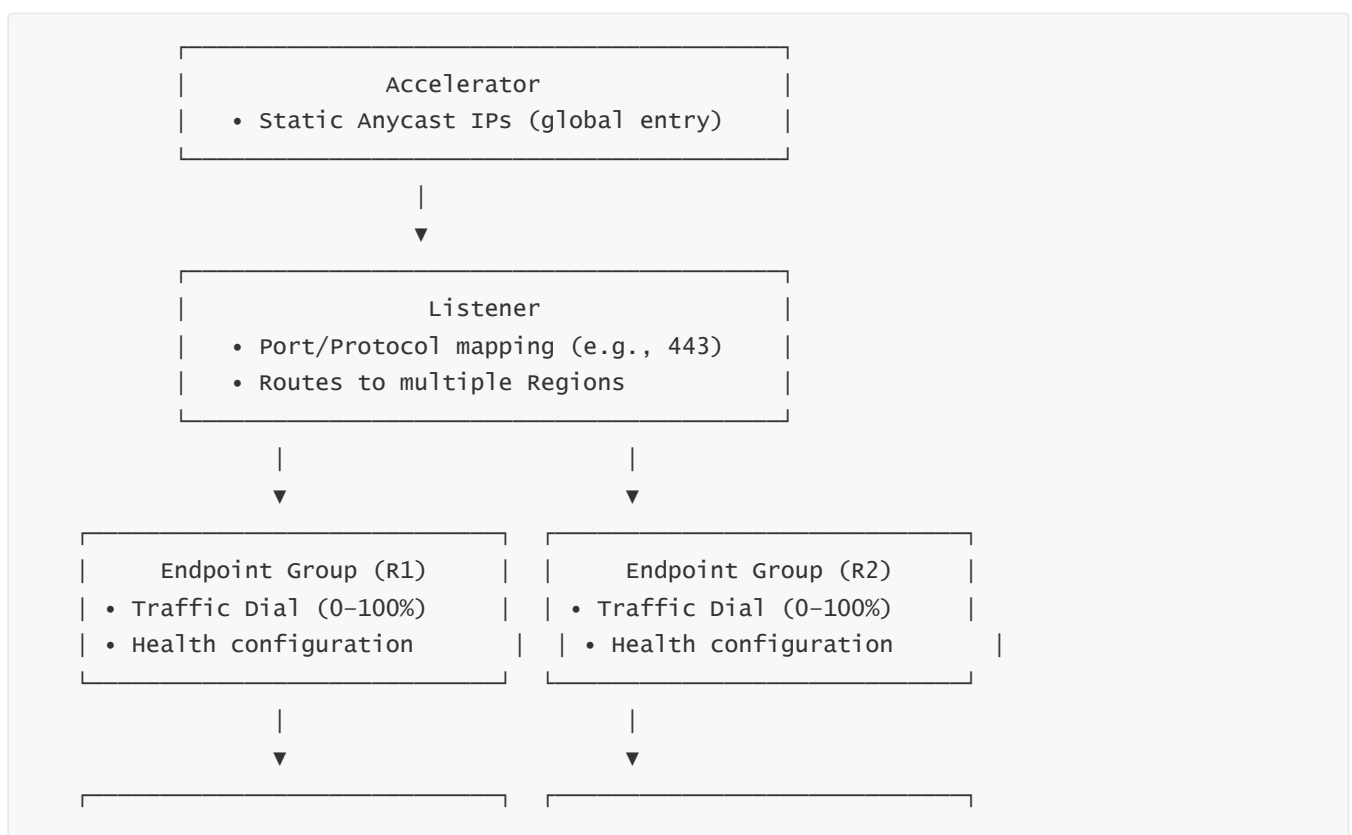 Accelerator
• Static Anycast IPs (global entry)
▼
Listener
• Port/Protocol mapping (e.g., 443)
• Routes to multiple Regions
▼ ▼
Endpoint Group (R1) Endpoint Group (R2)
• Traffic Dial (0–100%) • Traffic Dial (0–100%)
• Health configuration • Health configuration
▼ ▼